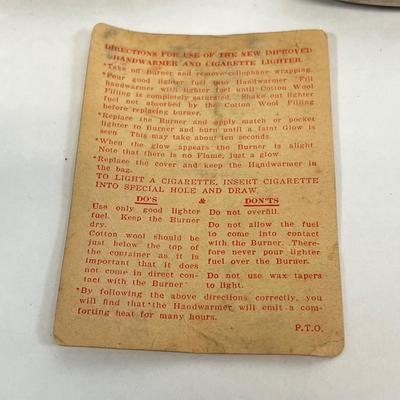 DIRECTIONS FOR USE OF THE NEW IMPROVED
HANDWARMER AND CIGARETTE LIGHTER
*Take off Burner and remove cellophane wrapping.
*Pour good lighter fuel into Handwarmer Fill
handwarmer with lighter fuel until Cotton Wool
Filling is completely saturated. Shake out lighter
fuel not absorbed by the Cotton Wool Filling
before replacing burner.
*Replace the Burner and apply match or pocket
lighter to Burner and burn until a faint Glow is
seen. This may take about ten seconds.
*When the glow appears the Burner is alight
Note that there is no Flame, just a glow.
*Replace the cover and keep the Handwarmer in
the bag.
TO LIGHT A CIGARETTE, INSERT CIGARETTE
INTO SPECIAL HOLE AND DRAW.
DO'S & DON'TS
Use only good lighter
fuel. Keep the Burner
dry.
Cotton wool should be
just below the top of
the container as it is
important that it does
not come in direct con-
tact with the Burner
Do not overfill.
Do not allow the fuel
to come into contact
with the Burner. There-
fore never pour lighter
fuel over the Burner.
Do not use wax tapers
to light.
*By following the above directions correctly, you
will find that the Handwarmer will emit a com-
forting heat for many hours.
P.T.O.